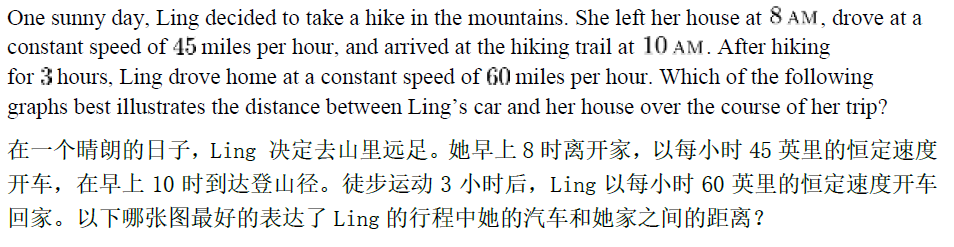 One sunny day, Ling decided to take a hike in the mountains. She left her house at 8 AM, drove at a
constant speed of 45 miles per hour, and arrived at the hiking trail at 10 AM. After hiking
for 3 hours, Ling drove home at a constant speed of 60 miles per hour. Which of the following
graphs best illustrates the distance between Ling's car and her house over the course of her trip?
在一个晴朗的日子，Ling 决定去山里远足。她早上 8 时离开家，以每小时 45 英里的恒定速度
开车，在早上 10 时到达登山径。徒步运动 3 小时后，Ling 以每小时 60 英里的恒定速度开车
回家。以下哪张图最好的表达了 Ling 的行程中她的汽车和她家之间的距离？